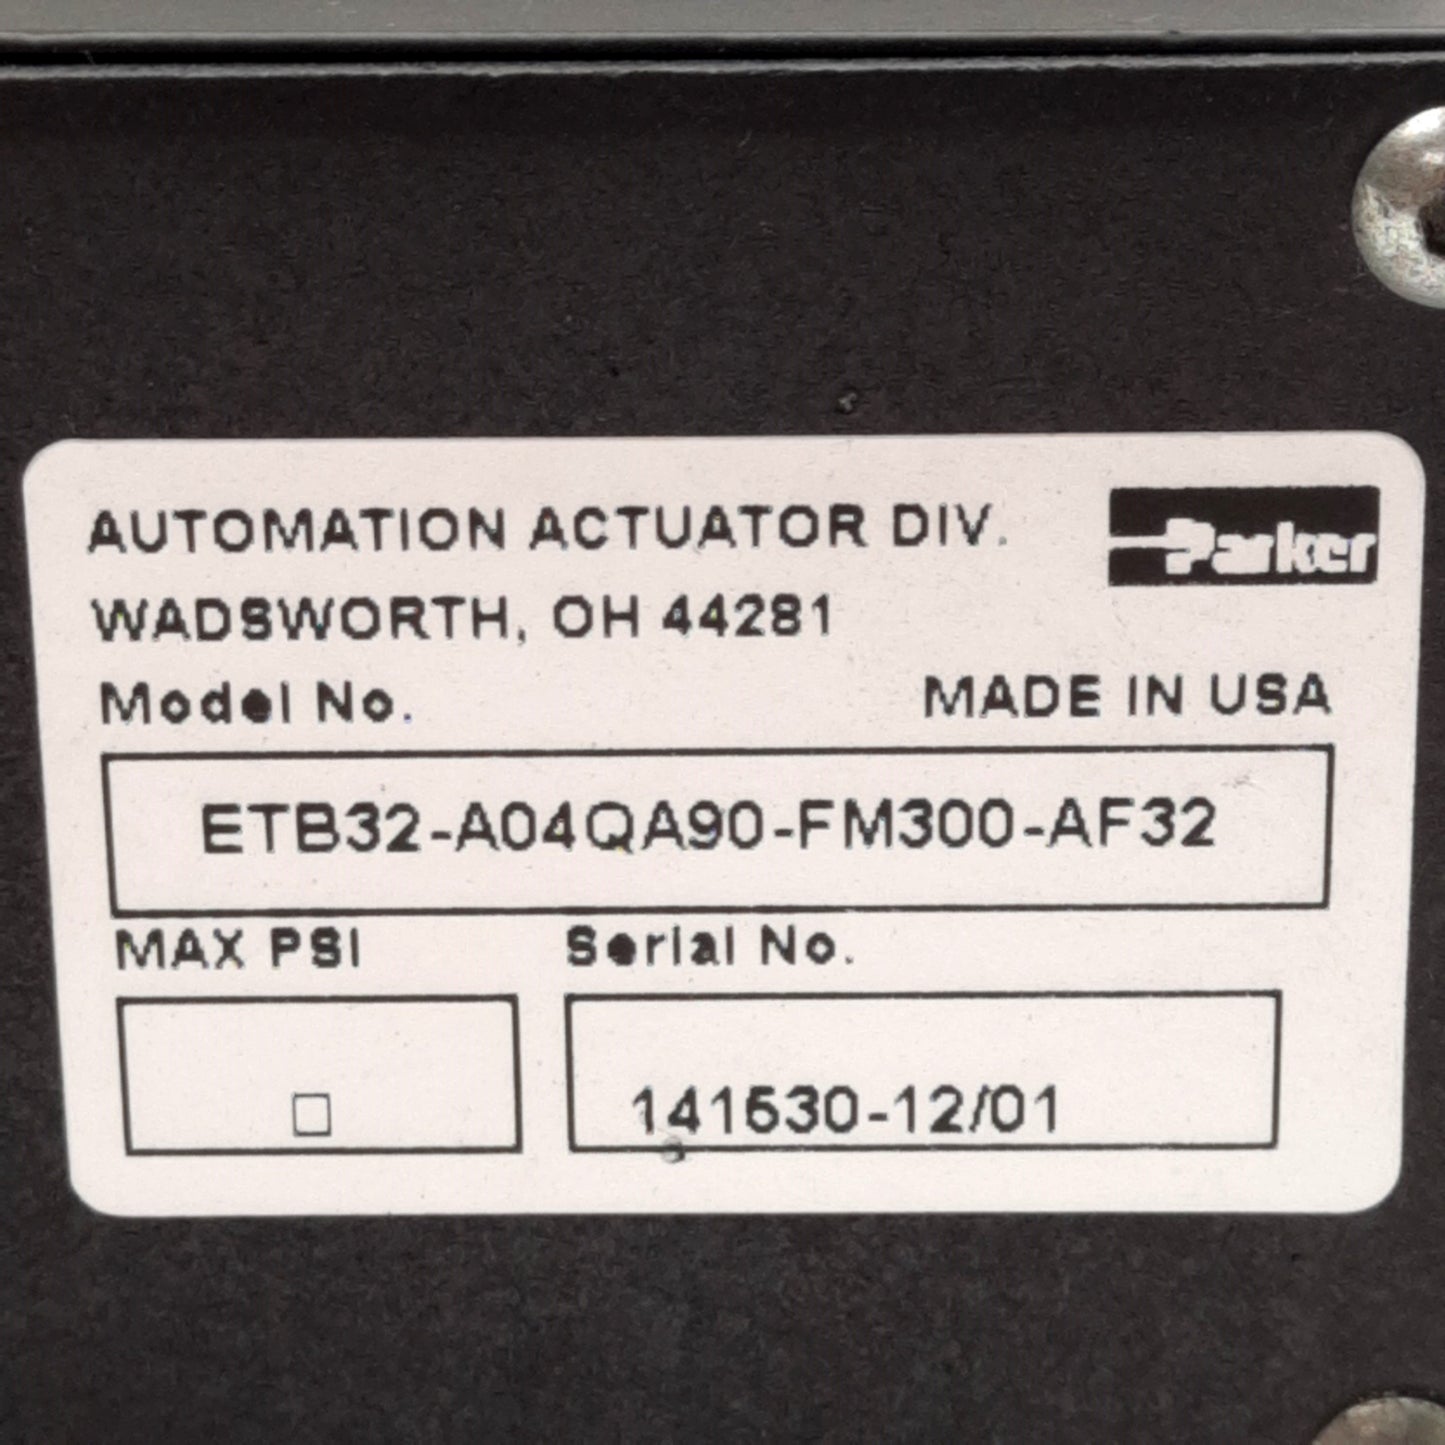 AUTOMATION ACTUATOR DIV.
Parker
WADSWORTH, OH 44281
Model No.
MADE IN USA
ETB32-A04QA90-FM300-AF32
MAX PSI
Serial No.
□
141530-12/01